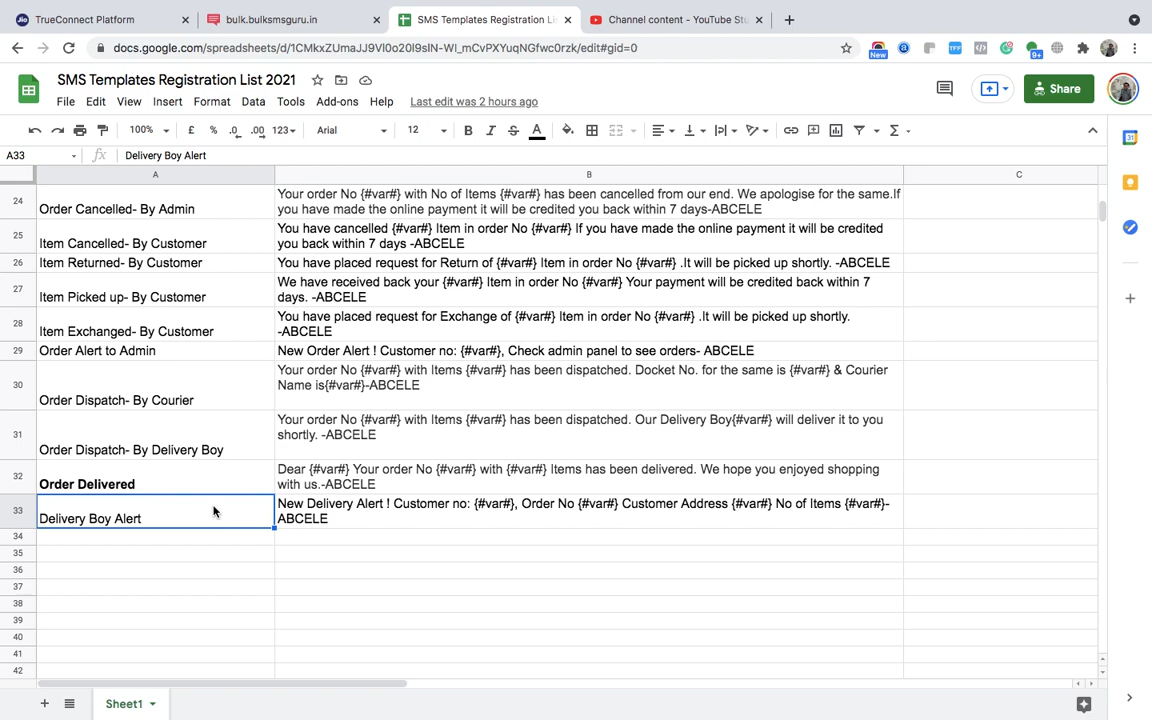 TrueConnect Platform
bulk.bulksmsguru.in
SMS Templates Registration Li
Channel content - YouTube Stu
docs.google.com/spreadsheets/d/1CMkxZUmaJJ9Vl0o20I9sIN-WI_mCvPXYuqNGfwc0rzk/edit#gid=0
New
9+
SMS Templates Registration List 2021
File Edit View Insert Format Data Tools Add-ons Help Last edit was 2 hours ago
Share
100% £ % .0 .00 123 Arial 12 B I S A
A33 fx Delivery Boy Alert
A B C
24 Order Cancelled- By Admin
Your order No {#var#} with No of Items {#var#} has been cancelled from our end. We apologise for the same.If
you have made the online payment it will be credited you back within 7 days-ABCELE
25 Item Cancelled- By Customer
You have cancelled {#var#} Item in order No {#var#} If you have made the online payment it will be credited
you back within 7 days -ABCELE
26 Item Returned- By Customer
You have placed request for Return of {#var#} Item in order No {#var#} .It will be picked up shortly. -ABCELE
27 Item Picked up- By Customer
We have received back your {#var#} Item in order No {#var#} Your payment will be credited back within 7
days. -ABCELE
28 Item Exchanged- By Customer
You have placed request for Exchange of {#var#} Item in order No {#var#} .It will be picked up shortly.
-ABCELE
29 Order Alert to Admin
New Order Alert ! Customer no: {#var#}, Check admin panel to see orders- ABCELE
30 Order Dispatch- By Courier
Your order No {#var#} with Items {#var#} has been dispatched. Docket No. for the same is {#var#} & Courier
Name is{#var#}-ABCELE
31 Order Dispatch- By Delivery Boy
Your order No {#var#} with Items {#var#} has been dispatched. Our Delivery Boy{#var#} will deliver it to you
shortly. -ABCELE
32 Order Delivered
Dear {#var#} Your order No {#var#} with {#var#} Items has been delivered. We hope you enjoyed shopping
with us.-ABCELE
33 Delivery Boy Alert
New Delivery Alert ! Customer no: {#var#}, Order No {#var#} Customer Address {#var#} No of Items {#var#}-
ABCELE
34
35
36
37
38
39
40
41
42
Sheet1